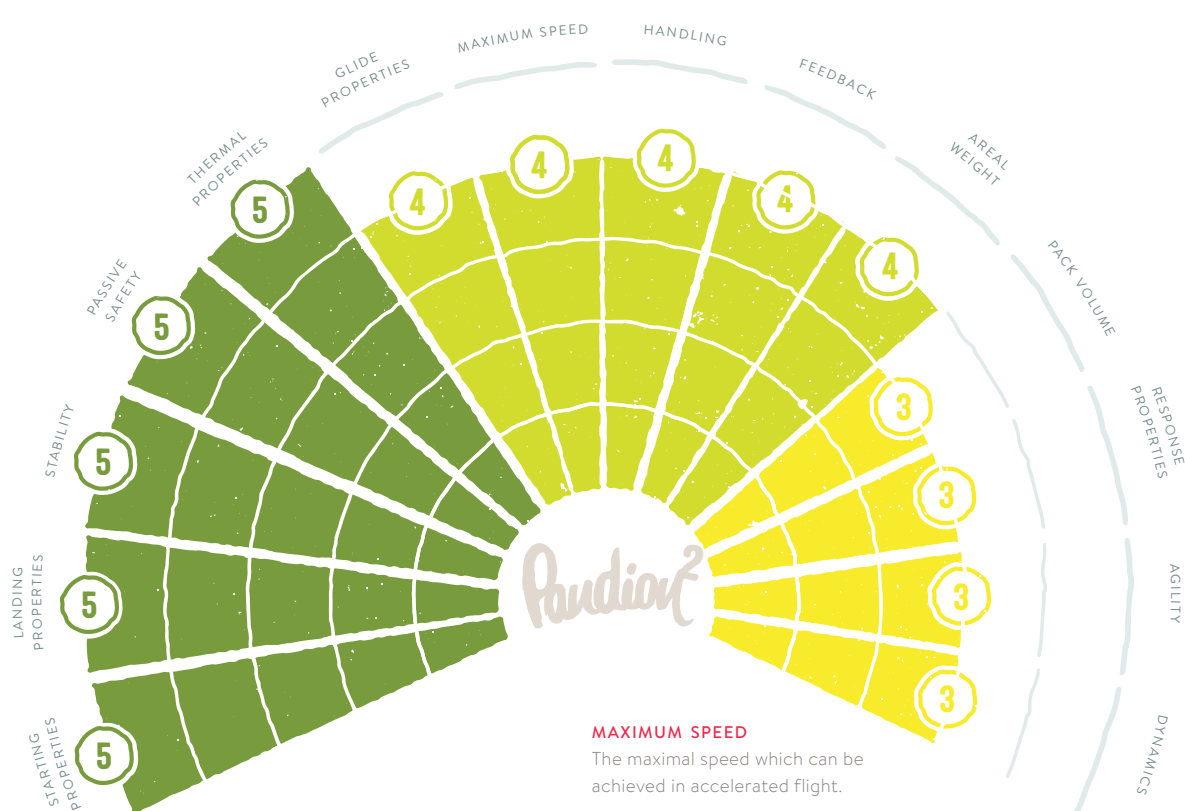 STARTING
PROPERTIES
5
LANDING
PROPERTIES
5
STABILITY
5
PASSIVE
SAFETY
5
THERMAL
PROPERTIES
5
GLIDE
PROPERTIES
4
MAXIMUM SPEED
4
HANDLING
4
FEEDBACK
4
AREAL
WEIGHT
4
PACK VOLUME
3
RESPONSE
PROPERTIES
3
AGILITY
3
DYNAMICS
3
Pandion²
MAXIMUM SPEED
The maximal speed which can be
achieved in accelerated flight.